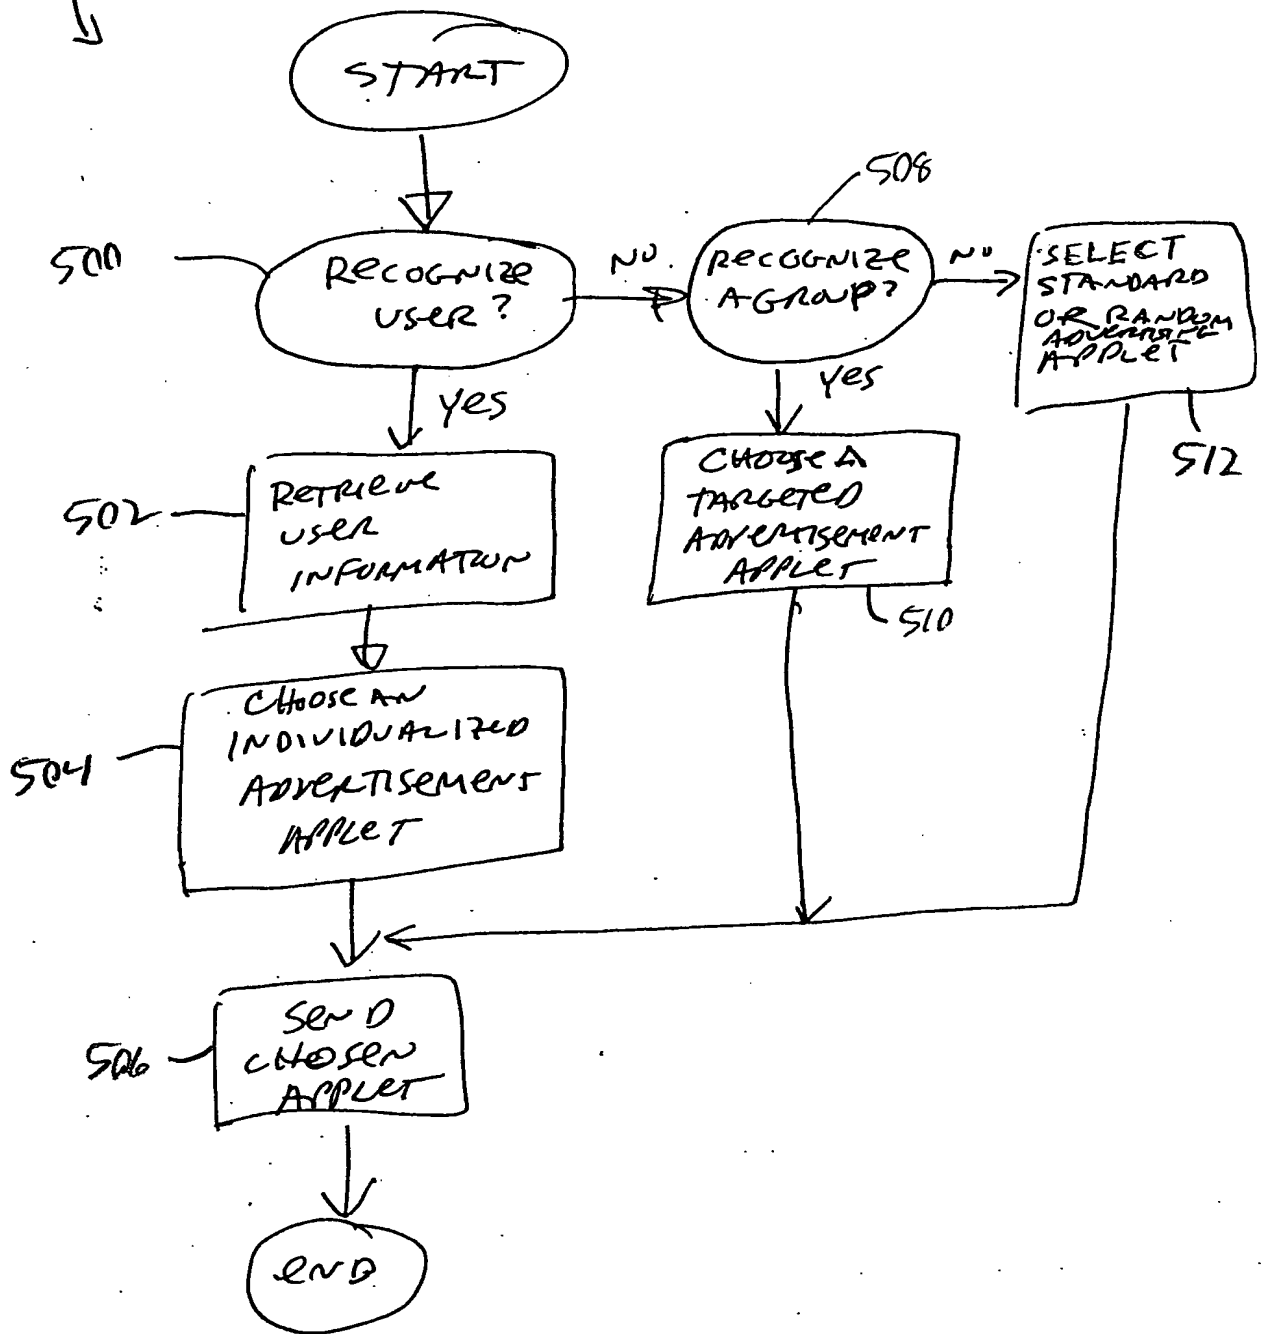 START
508
500
RECOGNIZE
USER?
NO
RECOGNIZE
A GROUP?
NO
SELECT
STANDARD
OR RANDOM
ADVERTISING
APPLET
512
YES
YES
502
RETRIEVE
USER
INFORMATION
CHOOSE A
TARGETED
ADVERTISEMENT
APPLET
510
504
CHOOSE AN
INDIVIDUALIZED
ADVERTISEMENT
APPLET
506
SEND
CHOSEN
APPLET
END